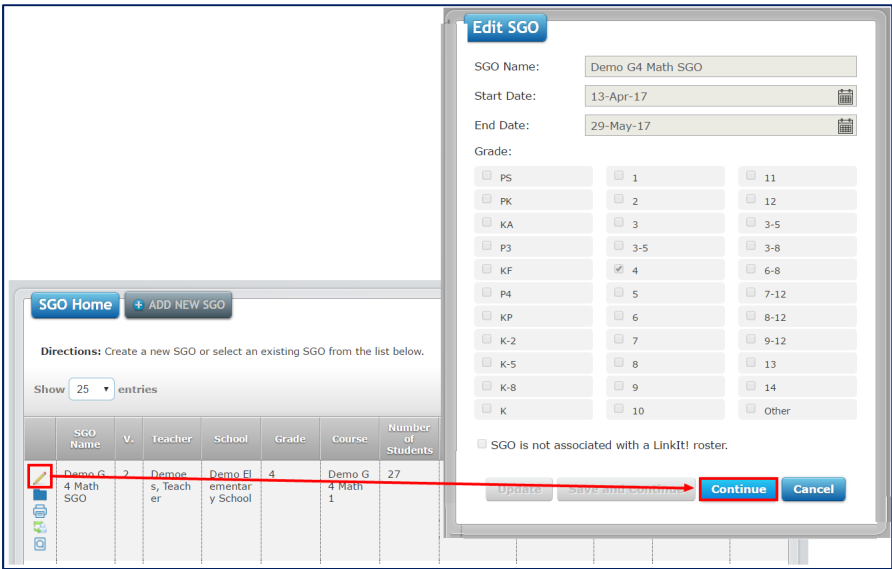 Edit SGO
SGO Name: Demo G4 Math SGO
Start Date: 13-Apr-17
End Date: 29-May-17
Grade:
PS 1 11
PK 2 12
KA 3 3-5
P3 3-5 3-8
KF 4 6-8
P4 5 7-12
KP 6 8-12
K-2 7 9-12
K-5 8 13
K-8 9 14
K 10 Other
SGO is not associated with a LinkIt! roster.
Update Save and Continue Continue Cancel
SGO Home + ADD NEW SGO
Directions: Create a new SGO or select an existing SGO from the list below.
Show 25 entries
SGO Name V. Teacher School Grade Course Number of Students
Demo G 2 Demoe Demo El 4 Demo G 27
4 Math s, Teach ementar 4 Math
SGO er y School 1